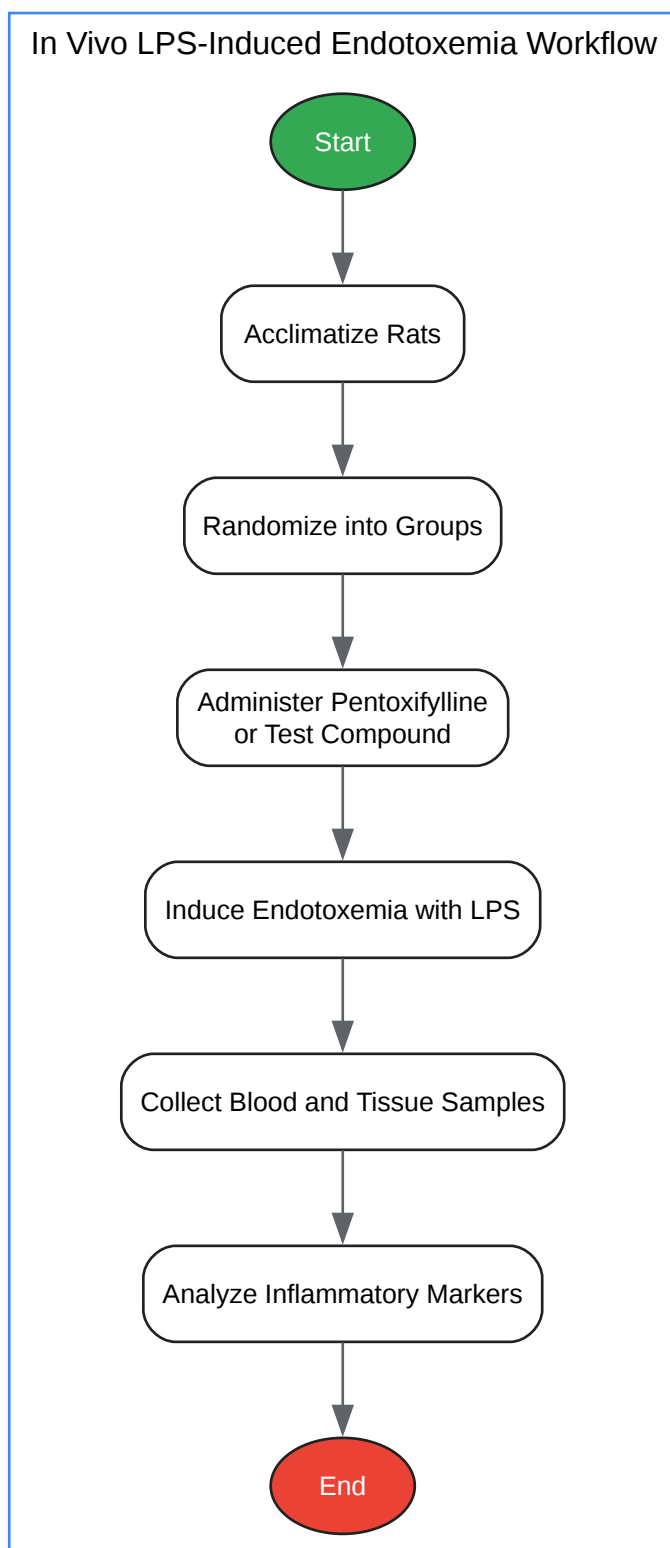 In Vivo LPS-Induced Endotoxemia Workflow
Start
Acclimatize Rats
Randomize into Groups
Administer Pentoxifylline
or Test Compound
Induce Endotoxemia with LPS
Collect Blood and Tissue Samples
Analyze Inflammatory Markers
End